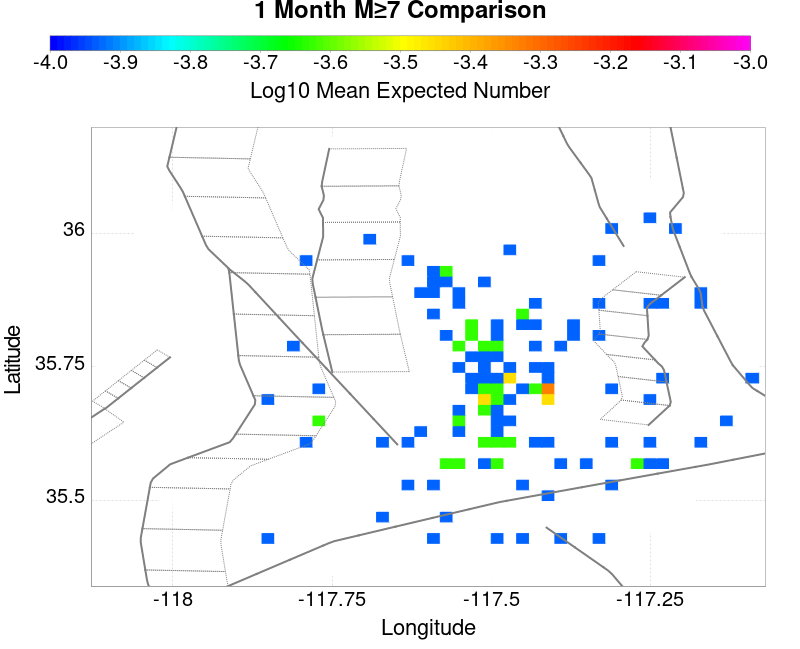 1 Month M≥7 Comparison
-4.0 -3.9 -3.8 -3.7 -3.6 -3.5 -3.4 -3.3 -3.2 -3.1 -3.0
Log10 Mean Expected Number
36
35.75
35.5
Latitude
-118 -117.75 -117.5 -117.25
Longitude